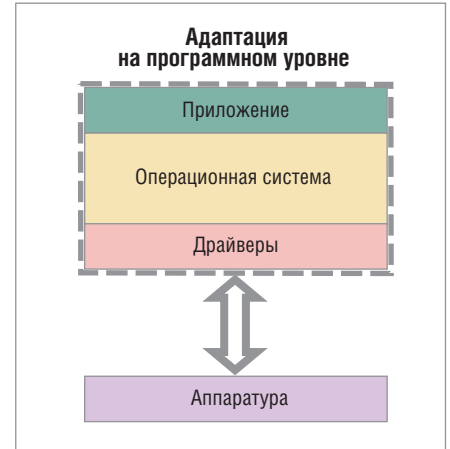 Адаптация
на программном уровне
Приложение
Операционная система
Драйверы
Аппаратура